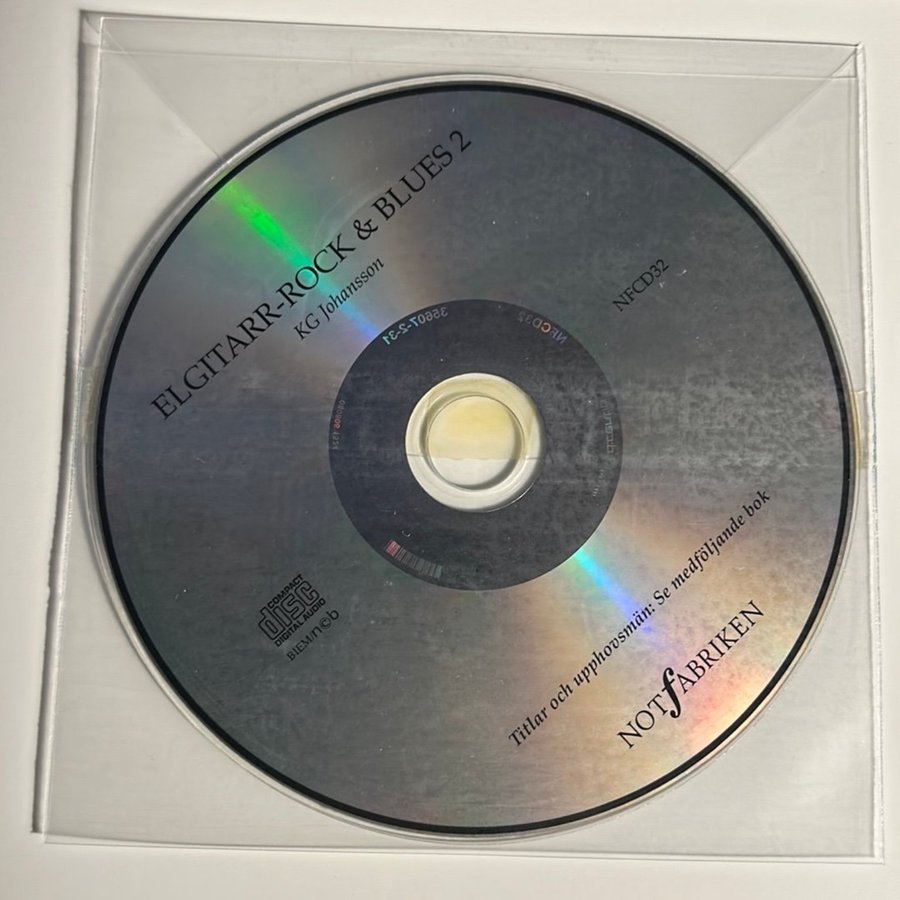 ELGITARR-ROCK & BLUES 2
KG Johansson
NFCD32
35607-2-31
NFCD32
COMPACT
disc
DIGITAL AUDIO
BIEM/n©b
Titlar och upphovsmän: Se medföljande bok
NOTfABRIKEN